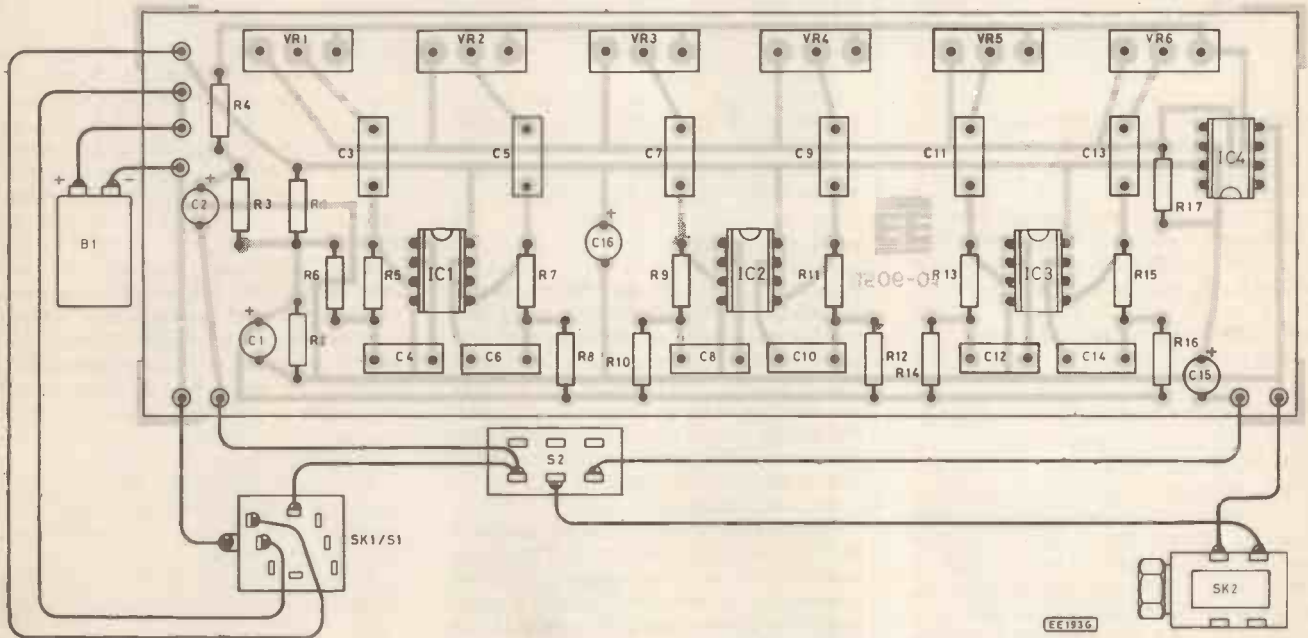 VR1 VR2 VR3 VR4 VR5 VR6
R4
C3 C5 C7 C9 C11 C13 IC4
+ −
C2 + R3 R17
B1
C16 +
R6 R5 IC1 R7 R9 IC2 R11 R13 IC3 R15
C1 +
C4 C6 R8 R10 C8 C10 R12 R14 C12 C14 R16 C15 +
S2
SK1/S1
SK2
EE193G